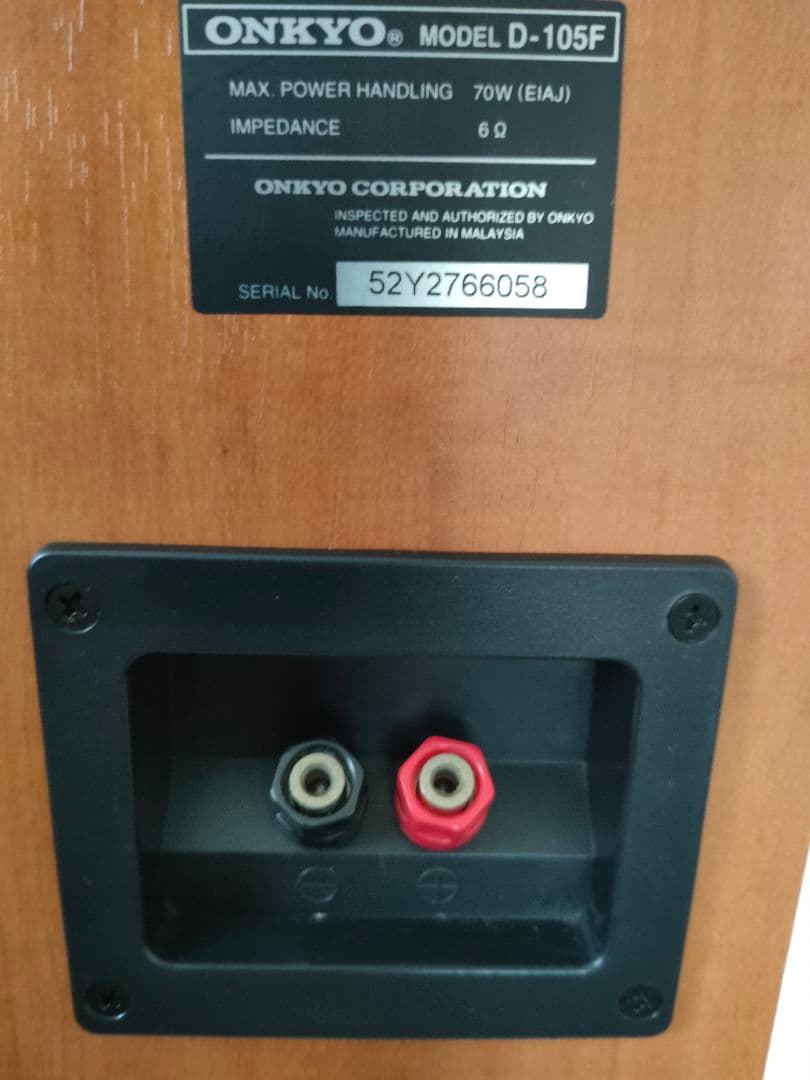 ONKYO® MODEL D-105F
MAX. POWER HANDLING 70W (EIAJ)
IMPEDANCE 6 Ω
ONKYO CORPORATION
INSPECTED AND AUTHORIZED BY ONKYO
MANUFACTURED IN MALAYSIA
SERIAL No. 52Y2766058
⊖ ⊕